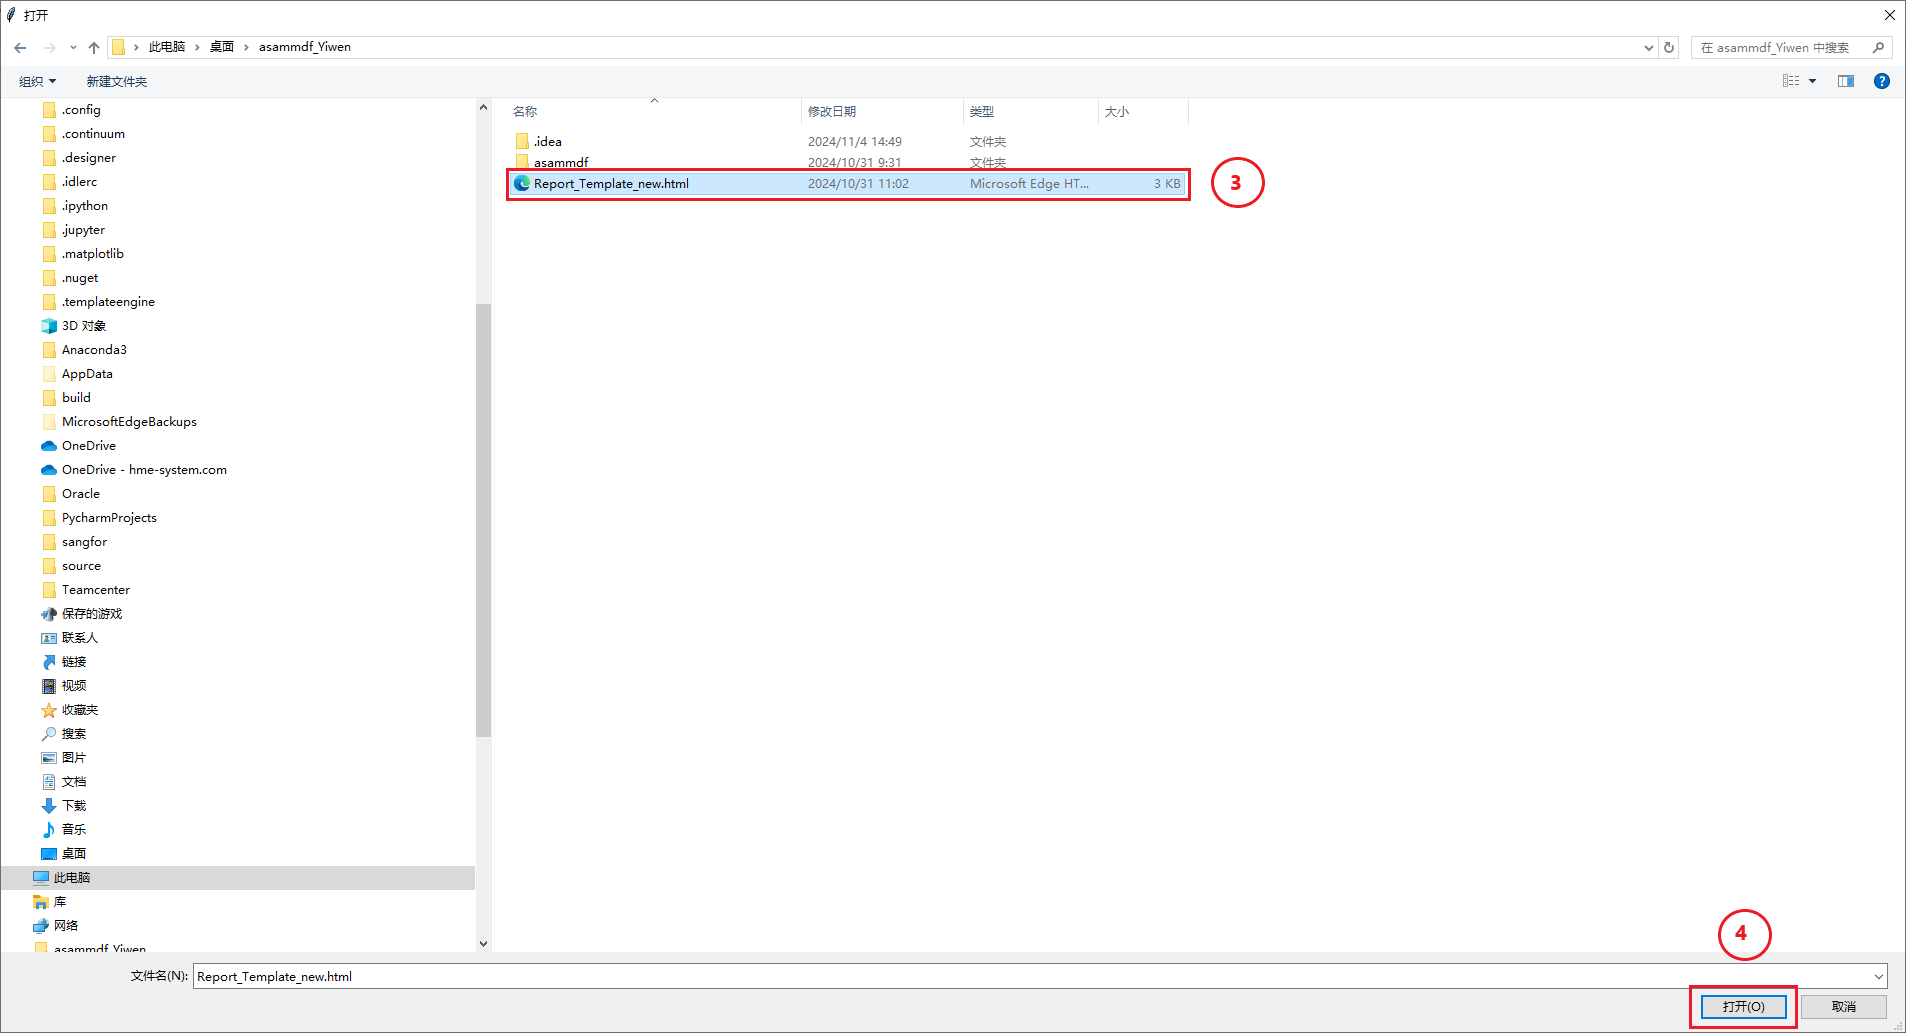 打开
此电脑 › 桌面 › asammdf_Yiwen
在 asammdf_Yiwen 中搜索
组织 新建文件夹
名称 修改日期 类型 大小
.idea 2024/11/4 14:49 文件夹
asammdf 2024/10/31 9:31 文件夹
Report_Template_new.html 2024/10/31 11:02 Microsoft Edge HT... 3 KB
3
.config
.continuum
.designer
.idlerc
.ipython
.jupyter
.matplotlib
.nuget
.templateengine
3D 对象
Anaconda3
AppData
build
MicrosoftEdgeBackups
OneDrive
OneDrive - hme-system.com
Oracle
PycharmProjects
sangfor
source
Teamcenter
保存的游戏
联系人
链接
视频
收藏夹
搜索
图片
文档
下载
音乐
桌面
此电脑
库
网络
asammdf_Yiwen
4
文件名(N): Report_Template_new.html
打开(O) 取消